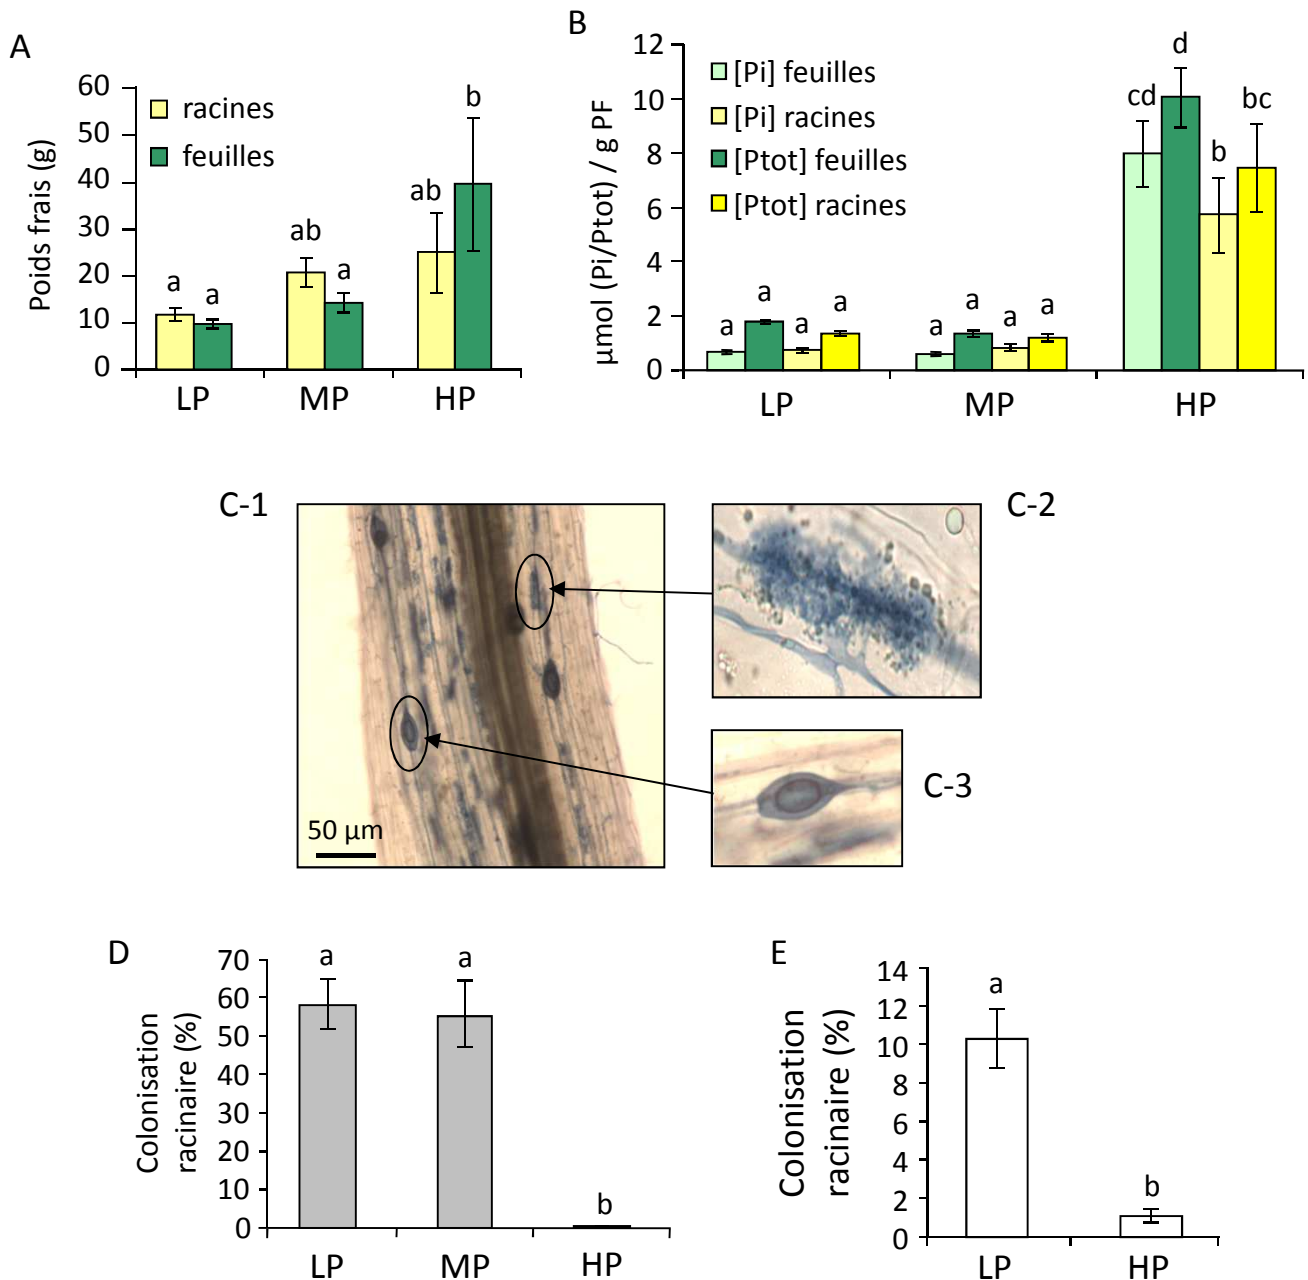 A
Poids frais (g)
60
50
40
30
20
10
0
racines
feuilles
a
a
ab
a
ab
b
LP
MP
HP
B
µmol (Pi/Ptot) / g PF
12
10
8
6
4
2
0
[Pi] feuilles
[Pi] racines
[Ptot] feuilles
[Ptot] racines
a
a
a
a
a
a
a
a
cd
d
b
bc
LP
MP
HP
C-1
50 µm
C-2
C-3
D
Colonisation
racinaire (%)
70
60
50
40
30
20
10
0
a
a
b
LP
MP
HP
E
Colonisation
racinaire (%)
14
12
10
8
6
4
2
0
a
b
LP
HP